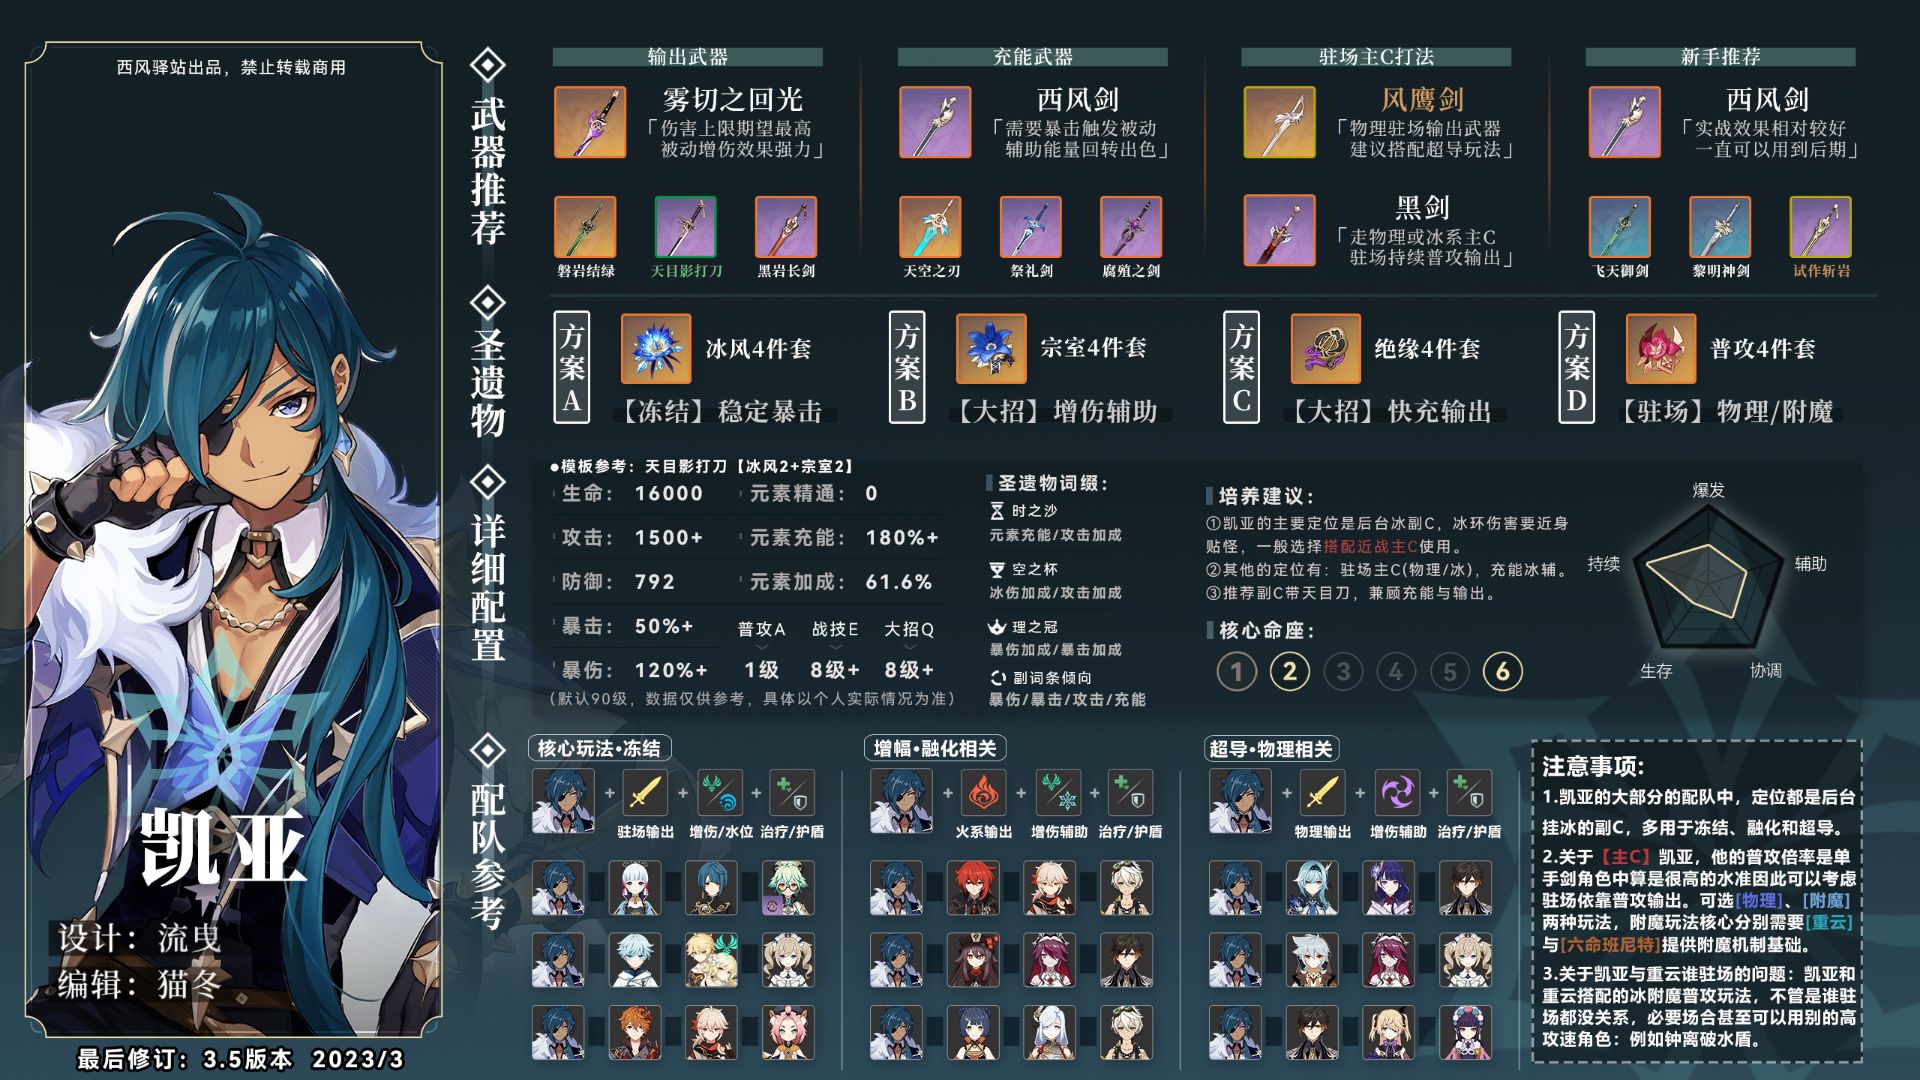 西风驿站出品，禁止转载商用
凯亚
设计：流曳
编辑：猫冬
最后修订：3.5版本 2023/3
武器推荐
输出武器
雾切之回光
「伤害上限期望最高
被动增伤效果强力」
磐岩结绿
天目影打刀
黑岩长剑
充能武器
西风剑
「需要暴击触发被动
辅助能量回转出色」
天空之刃
祭礼剑
腐殖之剑
驻场主C打法
风鹰剑
「物理驻场输出武器
建议搭配超导玩法」
黑剑
「走物理或冰系主C
驻场持续普攻输出」
新手推荐
西风剑
「实战效果相对较好
一直可以用到后期」
飞天御剑
黎明神剑
试作斩岩
圣遗物
方案A
冰风4件套
【冻结】稳定暴击
方案B
宗室4件套
【大招】增伤辅助
方案C
绝缘4件套
【大招】快充输出
方案D
普攻4件套
【驻场】物理/附魔
详细配置
●模板参考：天目影打刀【冰风2+宗室2】
生命：16000 元素精通：0
攻击：1500+ 元素充能：180%+
防御：792 元素加成：61.6%
暴击：50%+ 普攻A 战技E 大招Q
暴伤：120%+ 1级 8级+ 8级+
(默认90级，数据仅供参考，具体以个人实际情况为准)
圣遗物词缀：
时之沙
元素充能/攻击加成
空之杯
冰伤加成/攻击加成
理之冠
暴伤加成/暴击加成
副词条倾向
暴伤/暴击/攻击/充能
培养建议：
①凯亚的主要定位是后台冰副C，冰环伤害要近身
贴怪，一般选择搭配近战主C使用。
②其他的定位有：驻场主C(物理/冰)，充能冰辅。
③推荐副C带天目刀，兼顾充能与输出。
核心命座：
1 2 3 4 5 6
爆发
辅助
协调
生存
持续
配队参考
核心玩法·冻结
+ + +
驻场输出 增伤/水位 治疗/护盾
增幅·融化相关
+ + +
火系输出 增伤辅助 治疗/护盾
超导·物理相关
+ + +
物理输出 增伤辅助 治疗/护盾
注意事项:
1.凯亚的大部分的配队中，定位都是后台
挂冰的副C，多用于冻结、融化和超导。
2.关于【主C】凯亚，他的普攻倍率是单
手剑角色中算是很高的水准因此可以考虑
驻场依靠普攻输出。可选[物理]、[附魔]
两种玩法，附魔玩法核心分别需要[重云]
与[六命班尼特]提供附魔机制基础。
3.关于凯亚与重云谁驻场的问题：凯亚和
重云搭配的冰附魔普攻玩法，不管是谁驻
场都没关系，必要场合甚至可以用别的高
攻速角色：例如钟离破水盾。